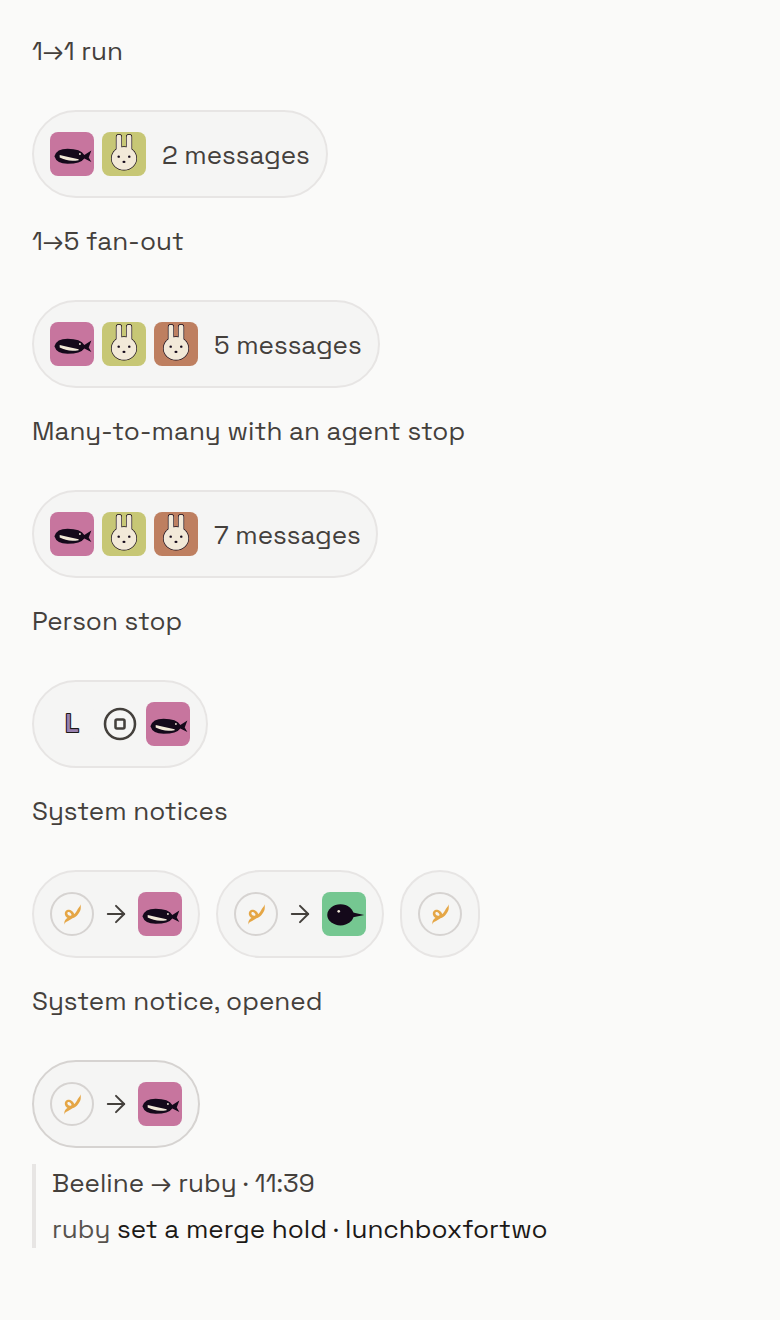 1→1 run
2 messages
1→5 fan-out
5 messages
Many-to-many with an agent stop
7 messages
Person stop
L
System notices
→ →
System notice, opened
→
Beeline → ruby · 11:39
ruby set a merge hold · lunchboxfortwo